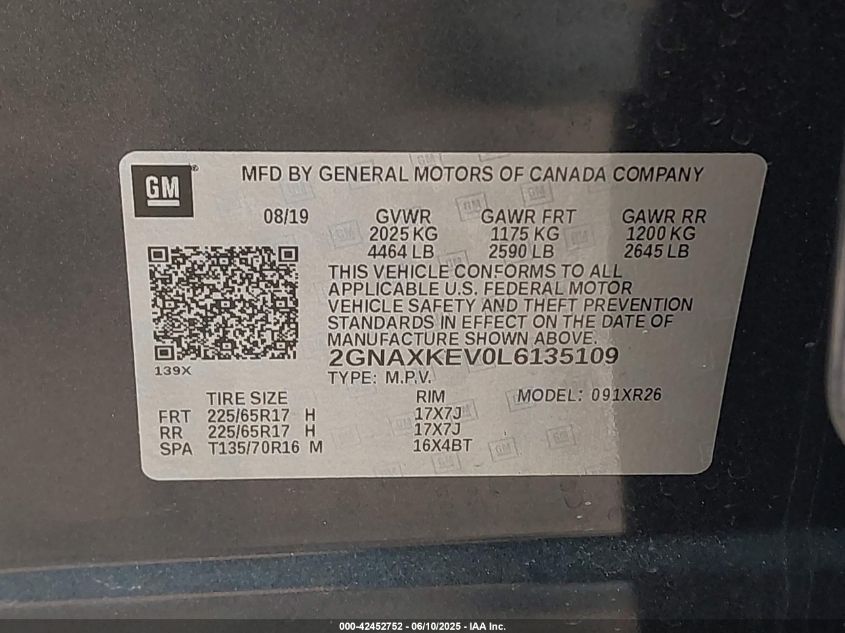 GM
®
MFD BY GENERAL MOTORS OF CANADA COMPANY
08/19 GVWR GAWR FRT GAWR RR
2025 KG 1175 KG 1200 KG
4464 LB 2590 LB 2645 LB
THIS VEHICLE CONFORMS TO ALL
APPLICABLE U.S. FEDERAL MOTOR
VEHICLE SAFETY AND THEFT PREVENTION
STANDARDS IN EFFECT ON THE DATE OF
MANUFACTURE SHOWN ABOVE.
2GNAXKEV0L6135109
139X
TYPE: M.P.V.
TIRE SIZE RIM MODEL: 091XR26
FRT 225/65R17 H 17X7J
RR 225/65R17 H 17X7J
SPA T135/70R16 M 16X4BT
000-42452752 - 06/10/2025 - IAA Inc.